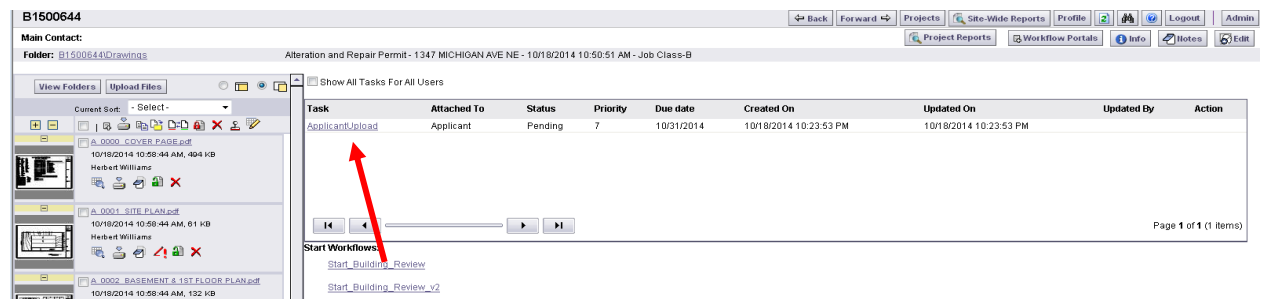 B1500644
Back Forward Projects Site-Wide Reports Profile Logout Admin
Main Contact:
Project Reports Workflow Portals Info Notes Edit
Folder: B1500644\Drawings Alteration and Repair Permit - 1347 MICHIGAN AVE NE - 10/18/2014 10:50:51 AM - Job Class-B
View Folders Upload Files
Current Sort: - Select -
A_0000 COVER PAGE.pdf
10/18/2014 10:58:44 AM, 494 KB
Herbert Williams
A_0001 SITE PLAN.pdf
10/18/2014 10:58:44 AM, 61 KB
Herbert Williams
A_0002 BASEMENT & 1ST FLOOR PLAN.pdf
10/18/2014 10:58:44 AM, 132 KB
Show All Tasks For All Users
Task Attached To Status Priority Due date Created On Updated On Updated By Action
ApplicantUpload Applicant Pending 7 10/31/2014 10/18/2014 10:23:53 PM 10/18/2014 10:23:53 PM
Page 1 of 1 (1 items)
Start Workflows:
Start_Building_Review
Start_Building_Review_v2